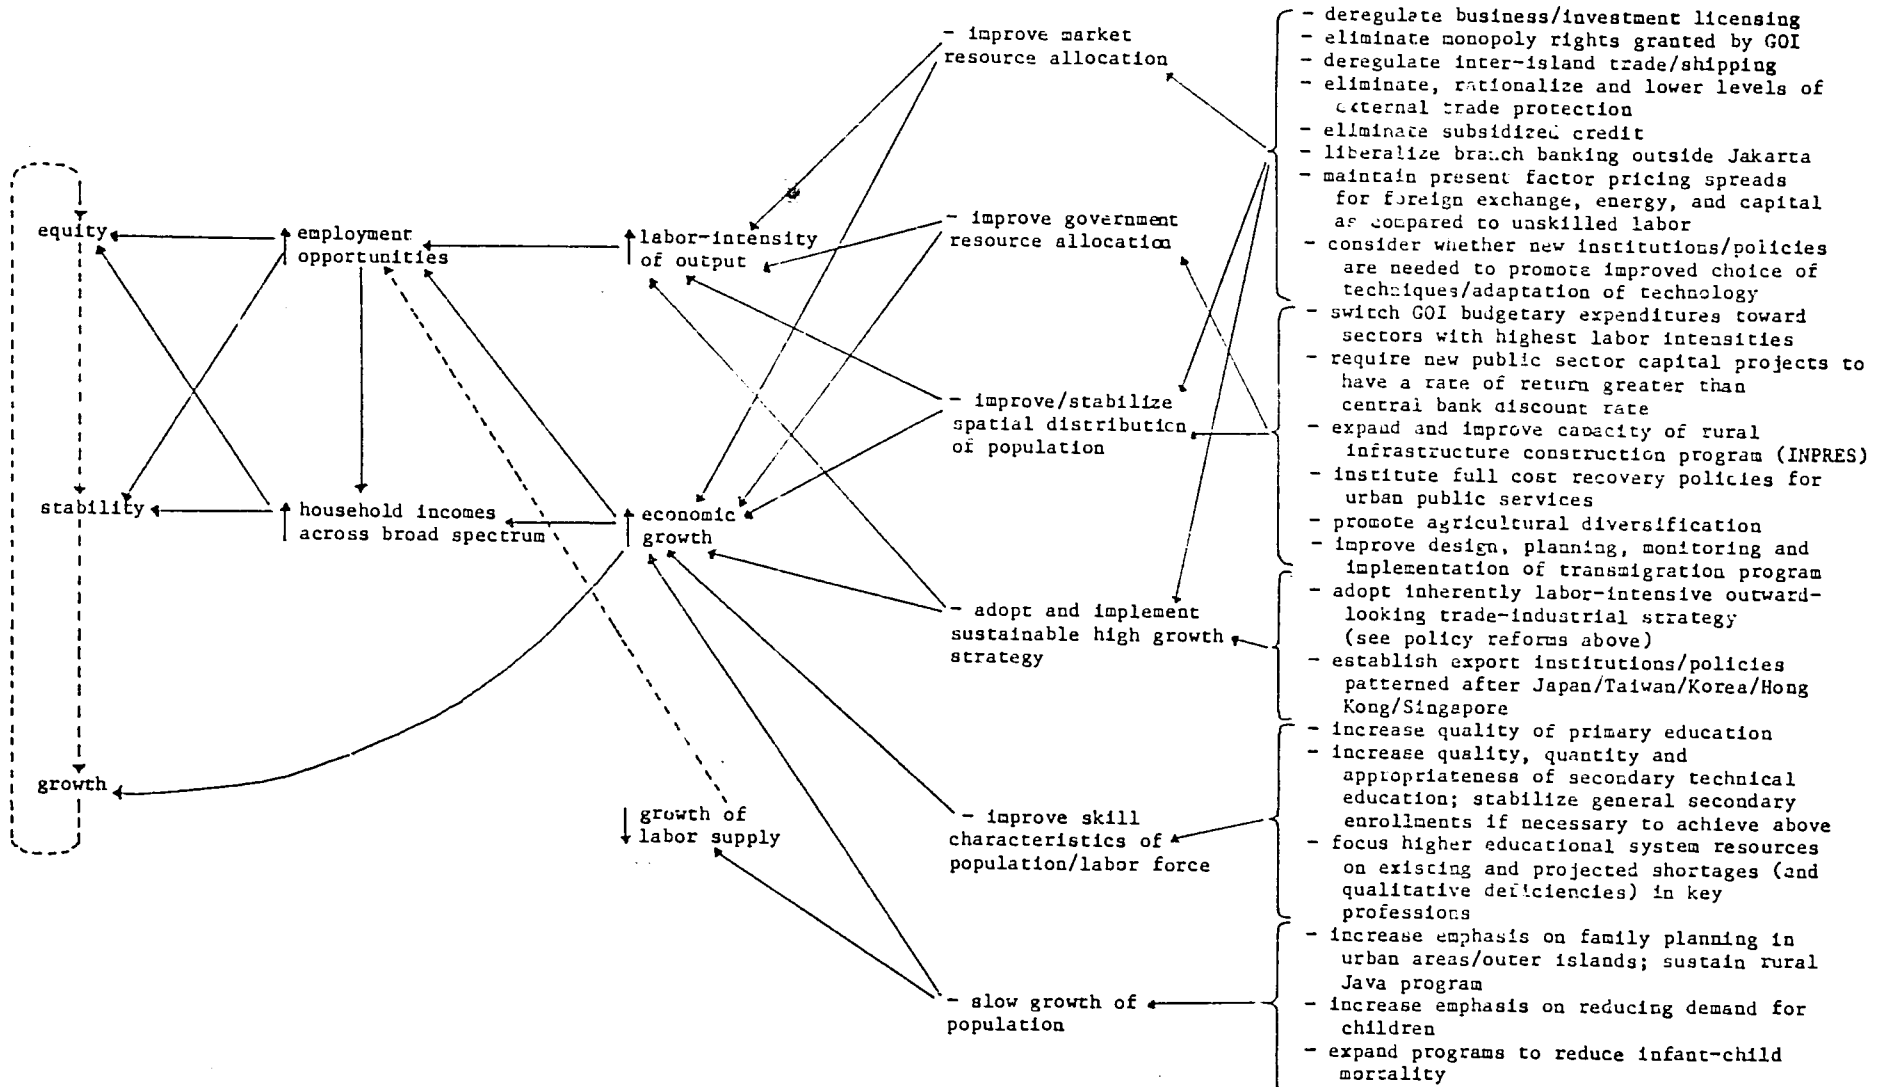 equity
stability
growth
employment
opportunities
household incomes
across broad spectrum
labor-intensity
of output
economic
growth
growth of
labor supply
- improve market
resource allocation
- improve government
resource allocation
- improve/stabilize
spatial distribution
of population
- adopt and implement
sustainable high growth
strategy
- improve skill
characteristics of
population/labor force
- slow growth of
population
- deregulate business/investment licensing
- eliminate monopoly rights granted by GOI
- deregulate inter-island trade/shipping
- eliminate, rationalize and lower levels of
external trade protection
- eliminate subsidized credit
- liberalize branch banking outside Jakarta
- maintain present factor pricing spreads
for foreign exchange, energy, and capital
as compared to unskilled labor
- consider whether new institutions/policies
are needed to promote improved choice of
techniques/adaptation of technology
- switch GOI budgetary expenditures toward
sectors with highest labor intensities
- require new public sector capital projects to
have a rate of return greater than
central bank discount rate
- expand and improve capacity of rural
infrastructure construction program (INPRES)
- institute full cost recovery policies for
urban public services
- promote agricultural diversification
- improve design, planning, monitoring and
implementation of transmigration program
- adopt inherently labor-intensive outward-
looking trade-industrial strategy
(see policy reforms above)
- establish export institutions/policies
patterned after Japan/Taiwan/Korea/Hong
Kong/Singapore
- increase quality of primary education
- increase quality, quantity and
appropriateness of secondary technical
education; stabilize general secondary
enrollments if necessary to achieve above
- focus higher educational system resources
on existing and projected shortages (and
qualitative deficiencies) in key
professions
- increase emphasis on family planning in
urban areas/outer islands; sustain rural
Java program
- increase emphasis on reducing demand for
children
- expand programs to reduce infant-child
mortality